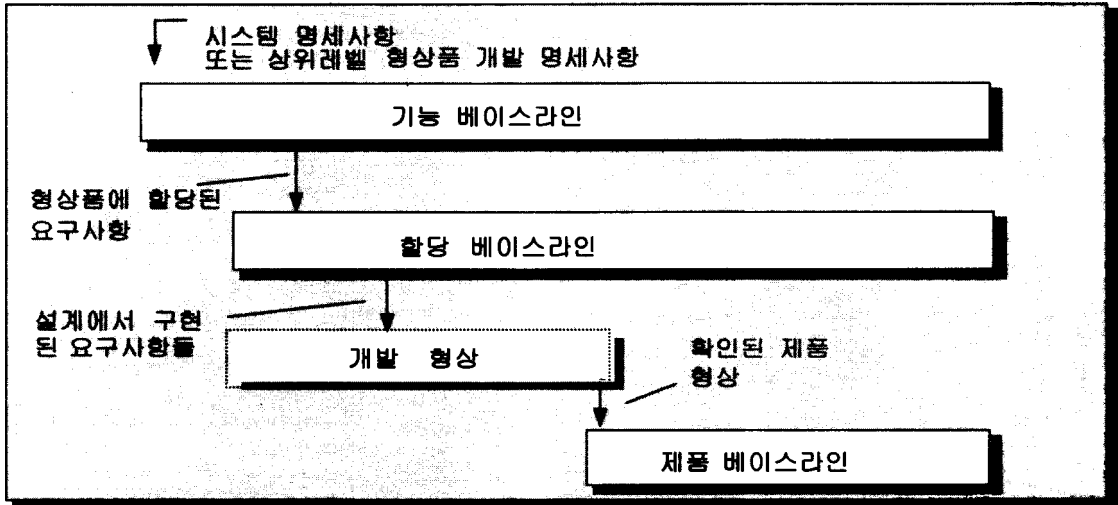 시스템 명세사항
또는 상위레벨 형상품 개발 명세사항
기능 베이스라인
형상품에 할당된
요구사항
할당 베이스라인
설계에서 구현
된 요구사항들
개발 형상
확인된 제품
형상
제품 베이스라인